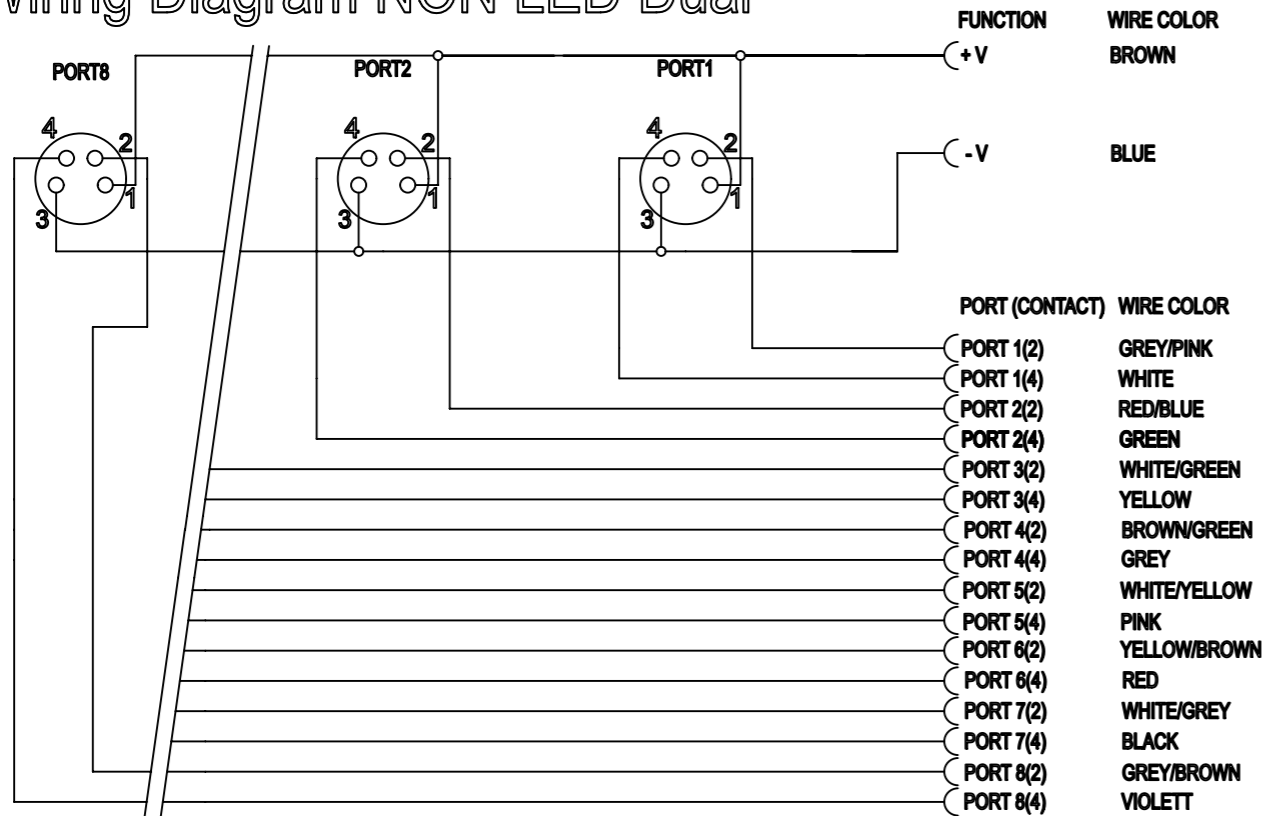 Wiring Diagram NON LED Dual
FUNCTION WIRE COLOR
+ V BROWN
- V BLUE
PORT8 PORT2 PORT1
4 2 4 2 4 2
3 1 3 1 3 1
PORT (CONTACT) WIRE COLOR
PORT 1(2) GREY/PINK
PORT 1(4) WHITE
PORT 2(2) RED/BLUE
PORT 2(4) GREEN
PORT 3(2) WHITE/GREEN
PORT 3(4) YELLOW
PORT 4(2) BROWN/GREEN
PORT 4(4) GREY
PORT 5(2) WHITE/YELLOW
PORT 5(4) PINK
PORT 6(2) YELLOW/BROWN
PORT 6(4) RED
PORT 7(2) WHITE/GREY
PORT 7(4) BLACK
PORT 8(2) GREY/BROWN
PORT 8(4) VIOLETT